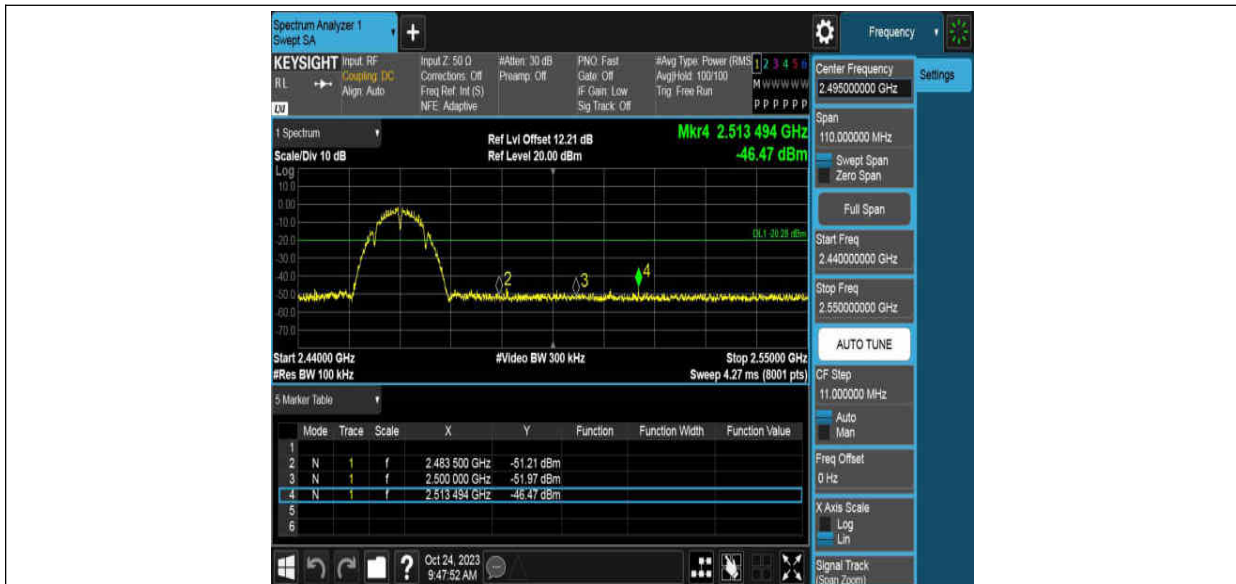 Spectrum Analyzer 1
Swept SA
+
Frequency
KEYSIGHT
RL
LXI
Input: RF
Coupling: DC
Align: Auto
Input Z: 50 Ω
Corrections: Off
Freq Ref: Int (S)
NFE: Adaptive
#Atten: 30 dB
Preamp: Off
PNO: Fast
Gate: Off
IF Gain: Low
Sig Track: Off
#Avg Type: Power (RMS
Avg|Hold: 100/100
Trig: Free Run
1 2 3 4 5 6
M W W W W W
P P P P P P
1 Spectrum
Scale/Div 10 dB
Ref Lvl Offset 12.21 dB
Ref Level 20.00 dBm
Mkr4 2.513 494 GHz
-46.47 dBm
Log
10.0
0.00
-10.0
-20.0
-30.0
-40.0
-50.0
-60.0
-70.0
DL1 -20.28 dBm
2
3
4
Start 2.44000 GHz
#Res BW 100 kHz
#Video BW 300 kHz
Stop 2.55000 GHz
Sweep 4.27 ms (8001 pts)
5 Marker Table
Mode Trace Scale X Y Function Function Width Function Value
1
2 N 1 f 2.483 500 GHz -51.21 dBm
3 N 1 f 2.500 000 GHz -51.97 dBm
4 N 1 f 2.513 494 GHz -46.47 dBm
5
6
?
Oct 24, 2023
9:47:52 AM
Center Frequency
2.495000000 GHz
Settings
Span
110.000000 MHz
Swept Span
Zero Span
Full Span
Start Freq
2.440000000 GHz
Stop Freq
2.550000000 GHz
AUTO TUNE
CF Step
11.000000 MHz
Auto
Man
Freq Offset
0 Hz
X Axis Scale
Log
Lin
Signal Track
(Span Zoom)